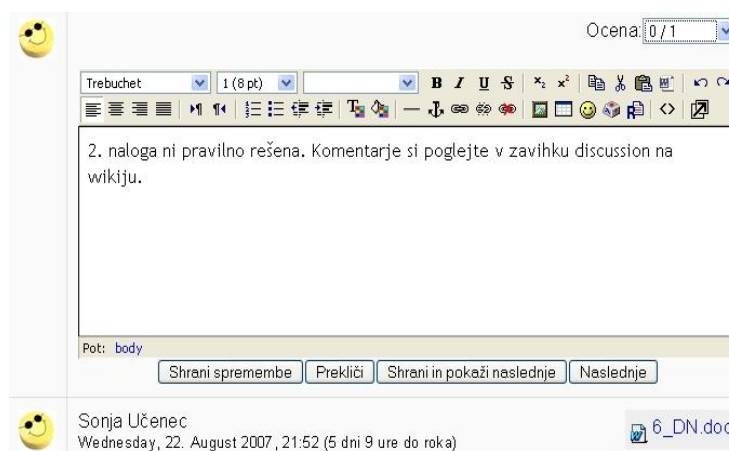 Ocena: 0 / 1
Trebuchet 1 (8 pt) B I U S x₂ x²
2. naloga ni pravilno rešena. Komentarje si poglejte v zavihku discussion na
wikiju.
Pot: body
Shrani spremembe Prekliči Shrani in pokaži naslednje Naslednje
Sonja Učenec 6_DN.doc
Wednesday, 22. August 2007, 21:52 (5 dni 9 ure do roka)